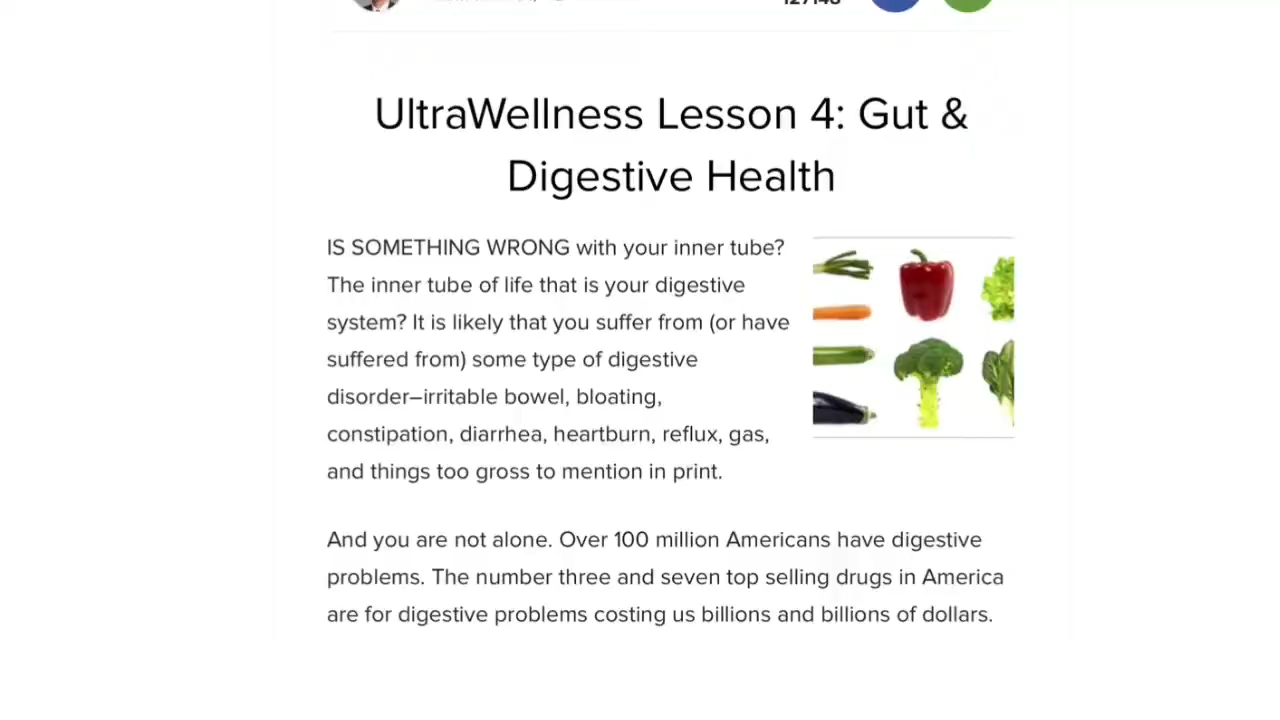 UltraWellness Lesson 4: Gut &
Digestive Health
IS SOMETHING WRONG with your inner tube?
The inner tube of life that is your digestive
system? It is likely that you suffer from (or have
suffered from) some type of digestive
disorder–irritable bowel, bloating,
constipation, diarrhea, heartburn, reflux, gas,
and things too gross to mention in print.
And you are not alone. Over 100 million Americans have digestive
problems. The number three and seven top selling drugs in America
are for digestive problems costing us billions and billions of dollars.